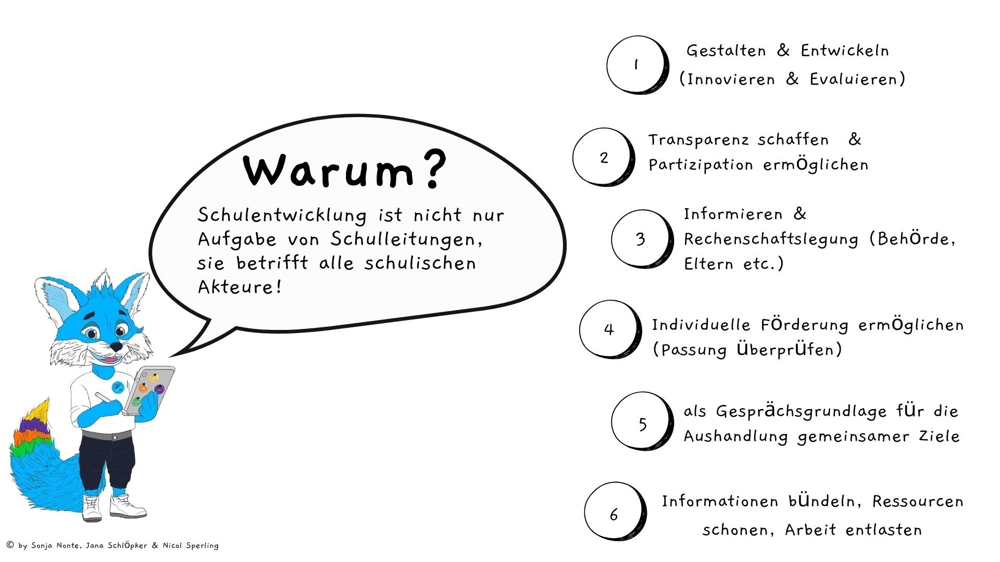 Warum?
Schulentwicklung ist nicht nur
Aufgabe von Schulleitungen,
sie betrifft alle schulischen
Akteure!
1
Gestalten & Entwickeln
(Innovieren & Evaluieren)
2
Transparenz schaffen &
Partizipation ermÖglichen
3
Informieren &
Rechenschaftslegung (BehÖrde,
Eltern etc.)
4
Individuelle FÖrderung ermÖglichen
(Passung ÜberprÜfen)
5
als GesprÄchsgrundlage fÜr die
Aushandlung gemeinsamer Ziele
6
Informationen bÜndeln, Ressourcen
schonen, Arbeit entlasten
© by Sonja Nonte, Jana SchlÖpker & Nicol Sperling